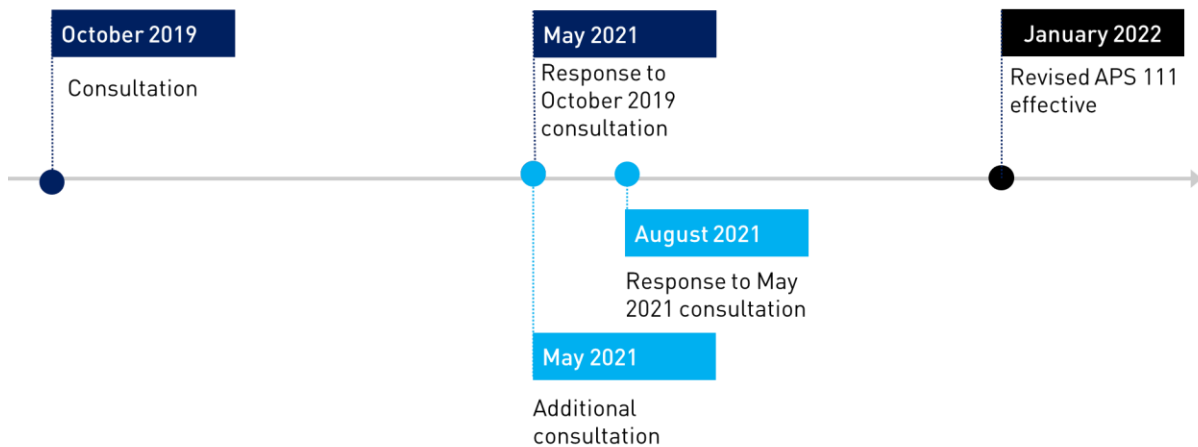 October 2019
Consultation
May 2021
Response to
October 2019
consultation
January 2022
Revised APS 111
effective
August 2021
Response to May
2021 consultation
May 2021
Additional
consultation